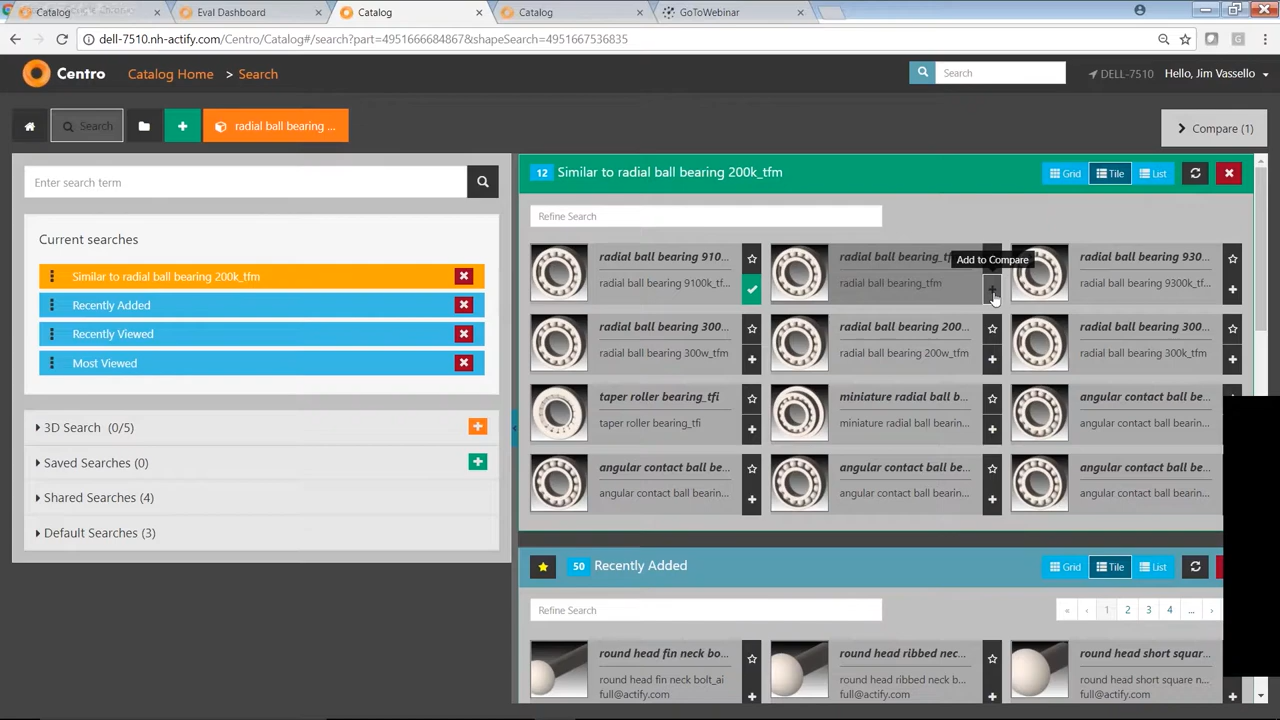 Catalog
Eval Dashboard
Catalog
Catalog
GoToWebinar
dell-7510.nh-actify.com/Centro/Catalog#/search?part=4951666684867&shapeSearch=4951667536835
Centro
Catalog Home > Search
Search
DELL-7510
Hello, Jim Vassello
Search
radial ball bearing ...
Compare (1)
Enter search term
Current searches
Similar to radial ball bearing 200k_tfm
Recently Added
Recently Viewed
Most Viewed
3D Search (0/5)
Saved Searches (0)
Shared Searches (4)
Default Searches (3)
12 Similar to radial ball bearing 200k_tfm
Grid
Tile
List
Refine Search
radial ball bearing 910...
radial ball bearing 9100k_tf...
radial ball bearing_tf
radial ball bearing_tfm
Add to Compare
radial ball bearing 930...
radial ball bearing 9300k_tf...
radial ball bearing 300...
radial ball bearing 300w_tfm
radial ball bearing 200...
radial ball bearing 200w_tfm
radial ball bearing 300...
radial ball bearing 300k_tfm
taper roller bearing_tfi
taper roller bearing_tfi
miniature radial ball b...
miniature radial ball bearin...
angular contact ball be...
angular contact ball bearin...
angular contact ball be...
angular contact ball bearin...
angular contact ball be...
angular contact ball bearin...
angular contact ball be...
angular contact ball bearin...
50 Recently Added
Grid
Tile
List
Refine Search
« ‹ 1 2 3 4 ... ›
round head fin neck bo...
round head fin neck bolt_ai
full@actify.com
round head ribbed nec...
round head ribbed neck b...
full@actify.com
round head short squar...
round head short square n...
full@actify.com